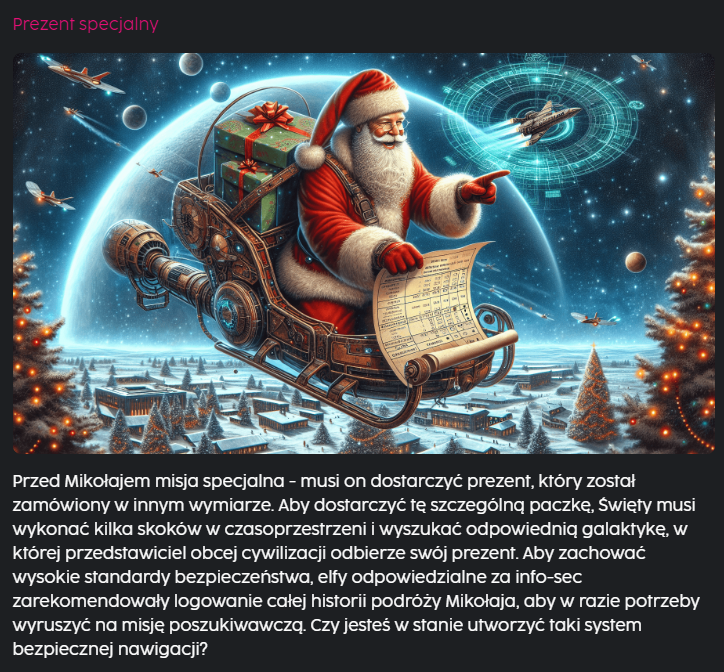 Prezent specjalny
Przed Mikołajem misja specjalna - musi on dostarczyć prezent, który został
zamówiony w innym wymiarze. Aby dostarczyć tę szczególną paczkę, Święty musi
wykonać kilka skoków w czasoprzestrzeni i wyszukać odpowiednią galaktykę, w
której przedstawiciel obcej cywilizacji odbierze swój prezent. Aby zachować
wysokie standardy bezpieczeństwa, elfy odpowiedzialne za info-sec
zarekomendowały logowanie całej historii podróży Mikołaja, aby w razie potrzeby
wyruszyć na misję poszukiwawczą. Czy jesteś w stanie utworzyć taki system
bezpiecznej nawigacji?